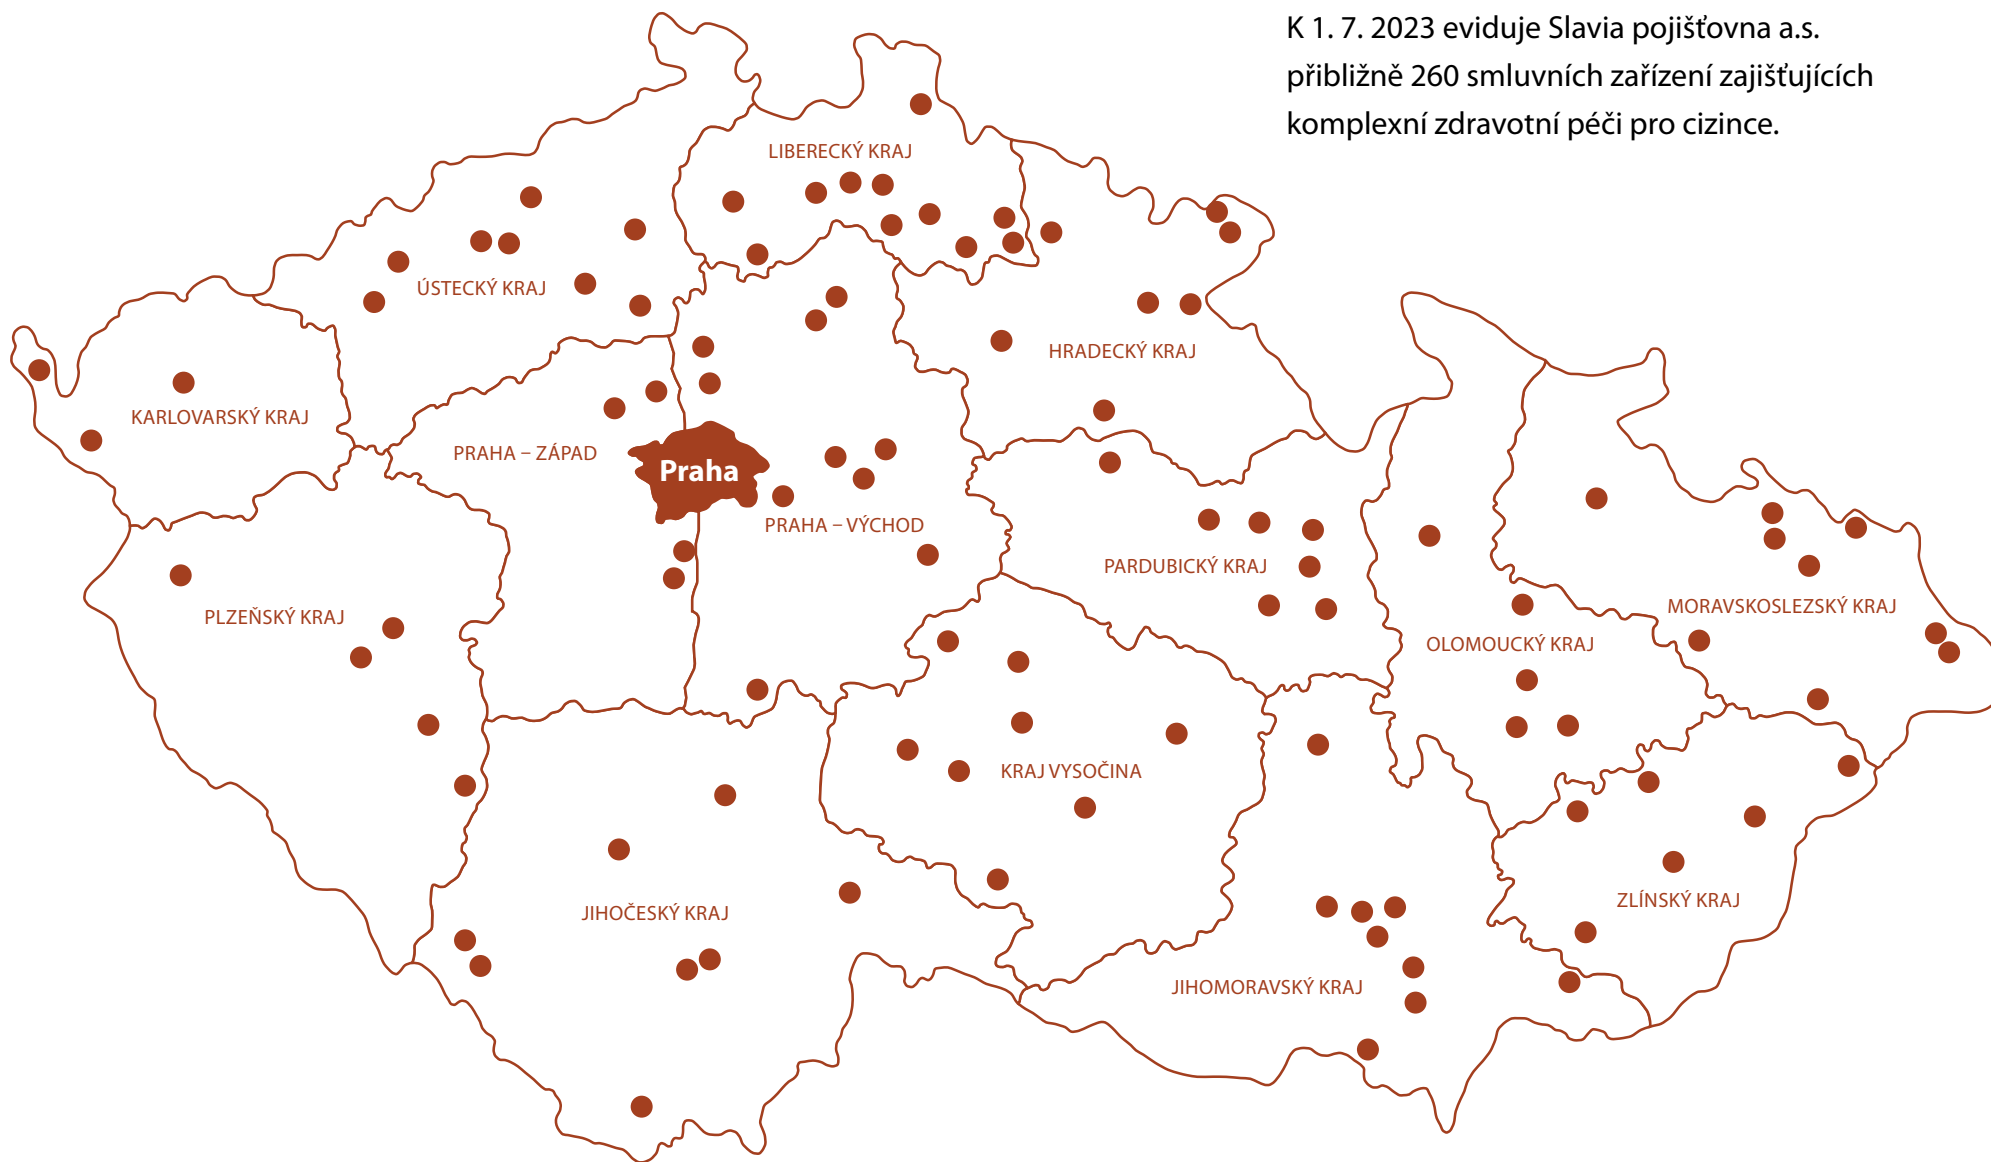 K 1. 7. 2023 eviduje Slavia pojišťovna a.s.
přibližně 260 smluvních zařízení zajišťujících
komplexní zdravotní péči pro cizince.
LIBERECKÝ KRAJ
ÚSTECKÝ KRAJ
HRADECKÝ KRAJ
KARLOVARSKÝ KRAJ
PRAHA – ZÁPAD
Praha
PRAHA – VÝCHOD
PARDUBICKÝ KRAJ
MORAVSKOSLEZSKÝ KRAJ
PLZEŇSKÝ KRAJ
OLOMOUCKÝ KRAJ
KRAJ VYSOČINA
ZLÍNSKÝ KRAJ
JIHOČESKÝ KRAJ
JIHOMORAVSKÝ KRAJ